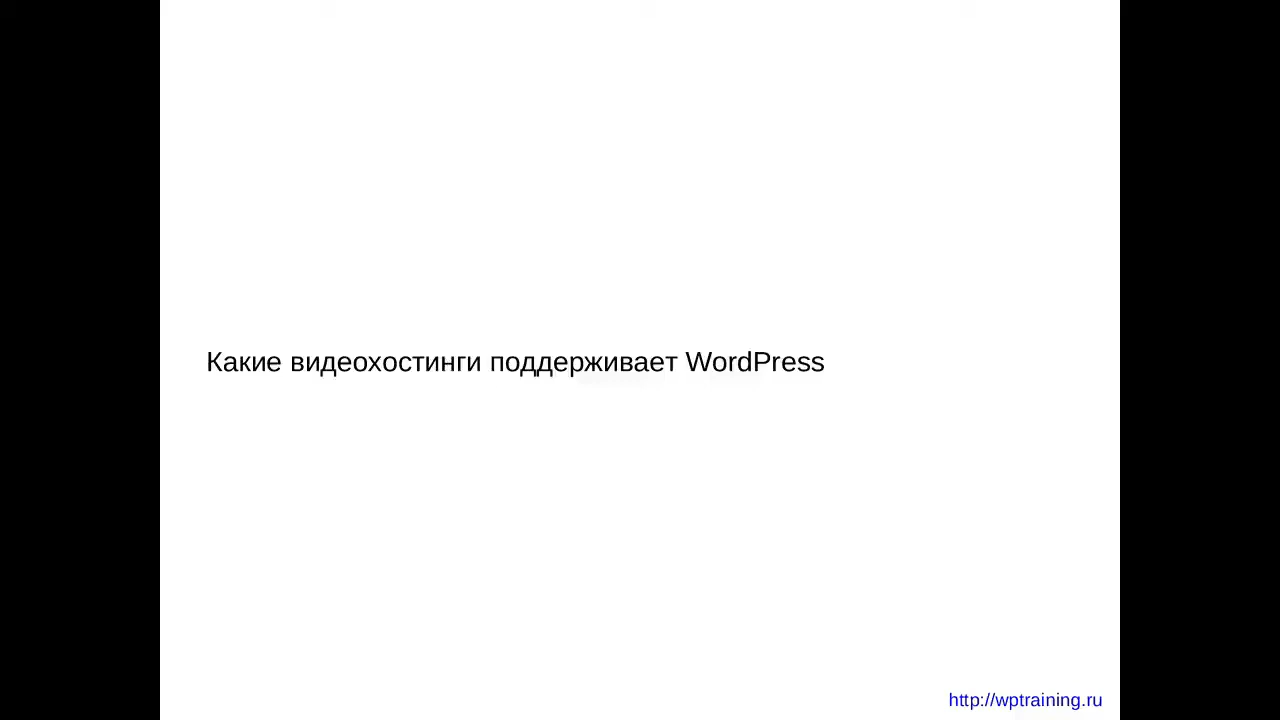 Какие видеохостинги поддерживает WordPress
http://wptraining.ru